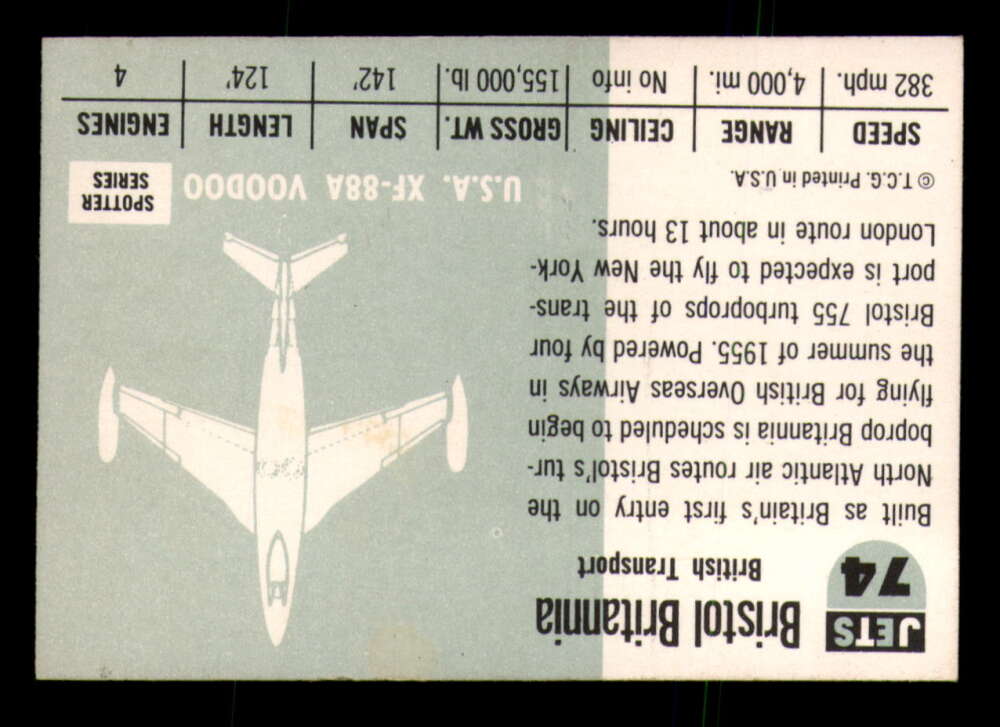 JETS
74
Bristol Britannia
British Transport
Built as Britain's first entry on the
North Atlantic air routes Bristol's tur-
boprop Britannia is scheduled to begin
flying for British Overseas Airways in
the summer of 1955. Powered by four
Bristol 755 turboprops of the trans-
port is expected to fly the New York-
London route in about 13 hours.
© T.C.G. Printed in U.S.A.
U.S.A. XF-88A VOODOO
SPOTTER
SERIES
SPEED RANGE CEILING GROSS WT. SPAN LENGTH ENGINES
382 mph. 4,000 mi. No info 155,000 lb. 142' 124' 4